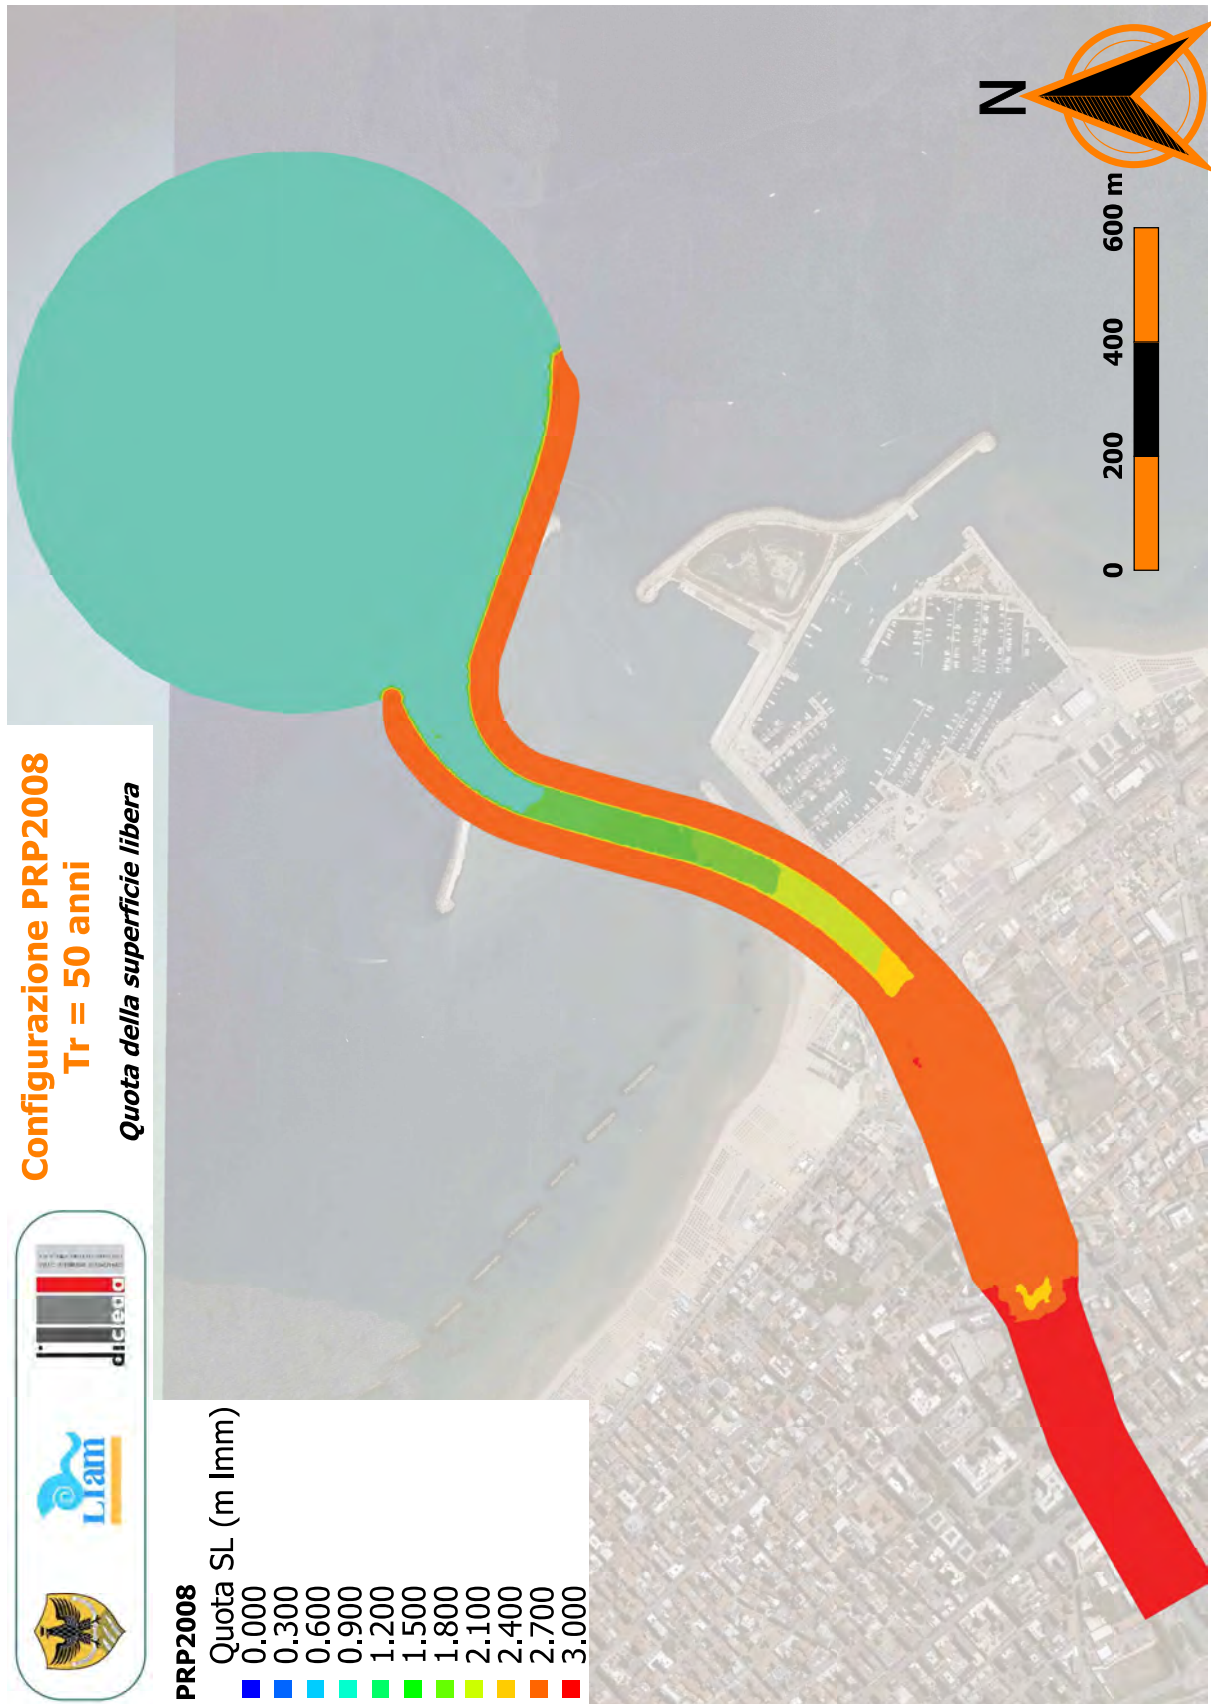 Configurazione PRP2008
Tr = 50 anni
Quota della superficie libera
LIam
dicea
PRP2008
Quota SL (m lmm)
0.000
0.300
0.600
0.900
1.200
1.500
1.800
2.100
2.400
2.700
3.000
0 200 400 600 m
N